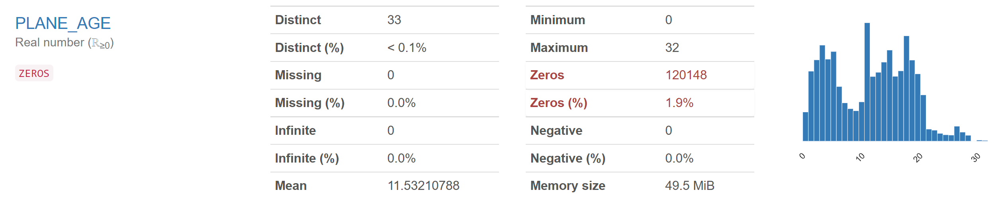 PLANE_AGE
Real number (ℝ≥0)
ZEROS
Distinct 33
Distinct (%) < 0.1%
Missing 0
Missing (%) 0.0%
Infinite 0
Infinite (%) 0.0%
Mean 11.53210788
Minimum 0
Maximum 32
Zeros 120148
Zeros (%) 1.9%
Negative 0
Negative (%) 0.0%
Memory size 49.5 MiB
0 10 20 30